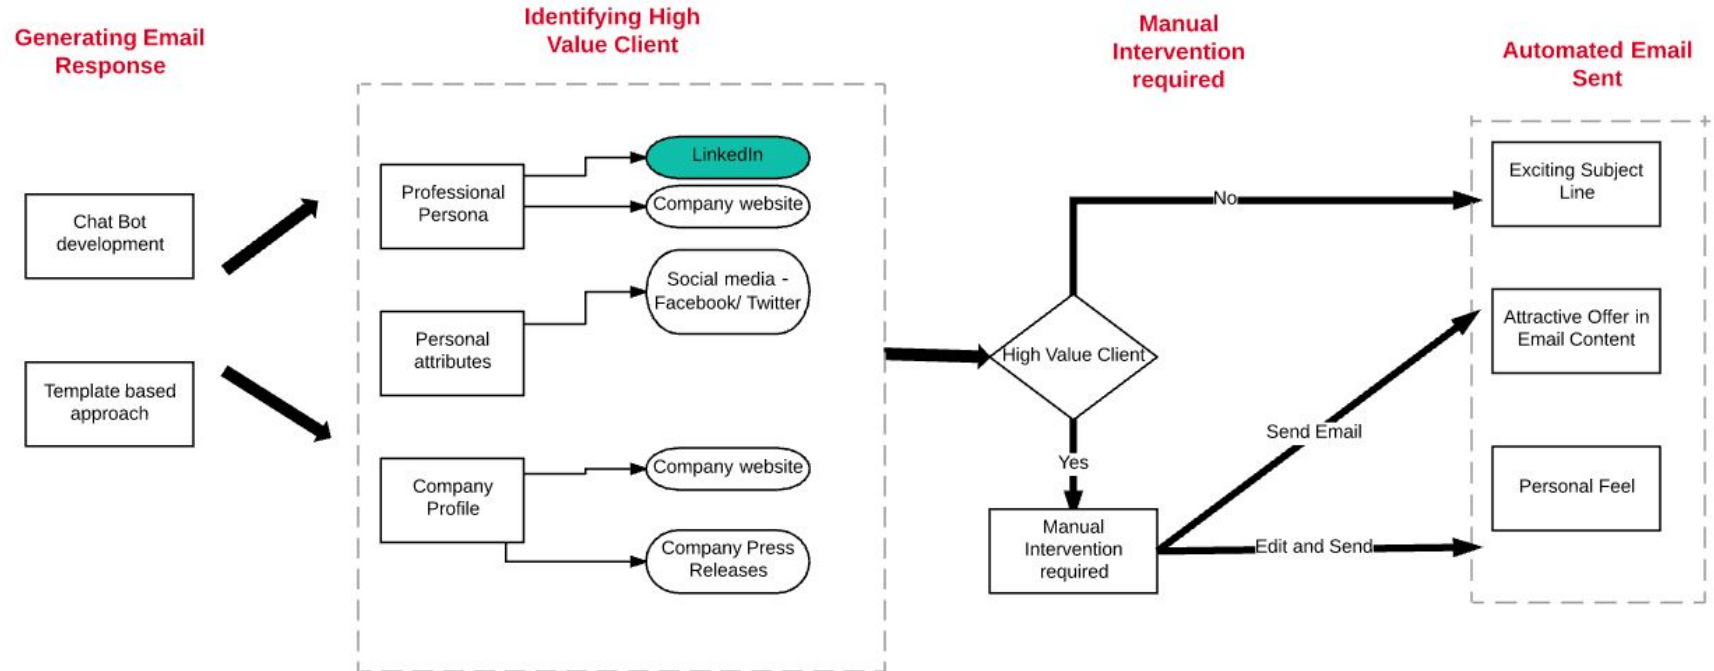 Generating Email
Response
Identifying High
Value Client
Manual
Intervention
required
Automated Email
Sent
Chat Bot
development
Template based
approach
Professional
Persona
LinkedIn
Company website
Personal
attributes
Social media -
Facebook/ Twitter
Company
Profile
Company website
Company Press
Releases
High Value Client
No
Yes
Manual
Intervention
required
Send Email
Edit and Send
Exciting Subject
Line
Attractive Offer in
Email Content
Personal Feel